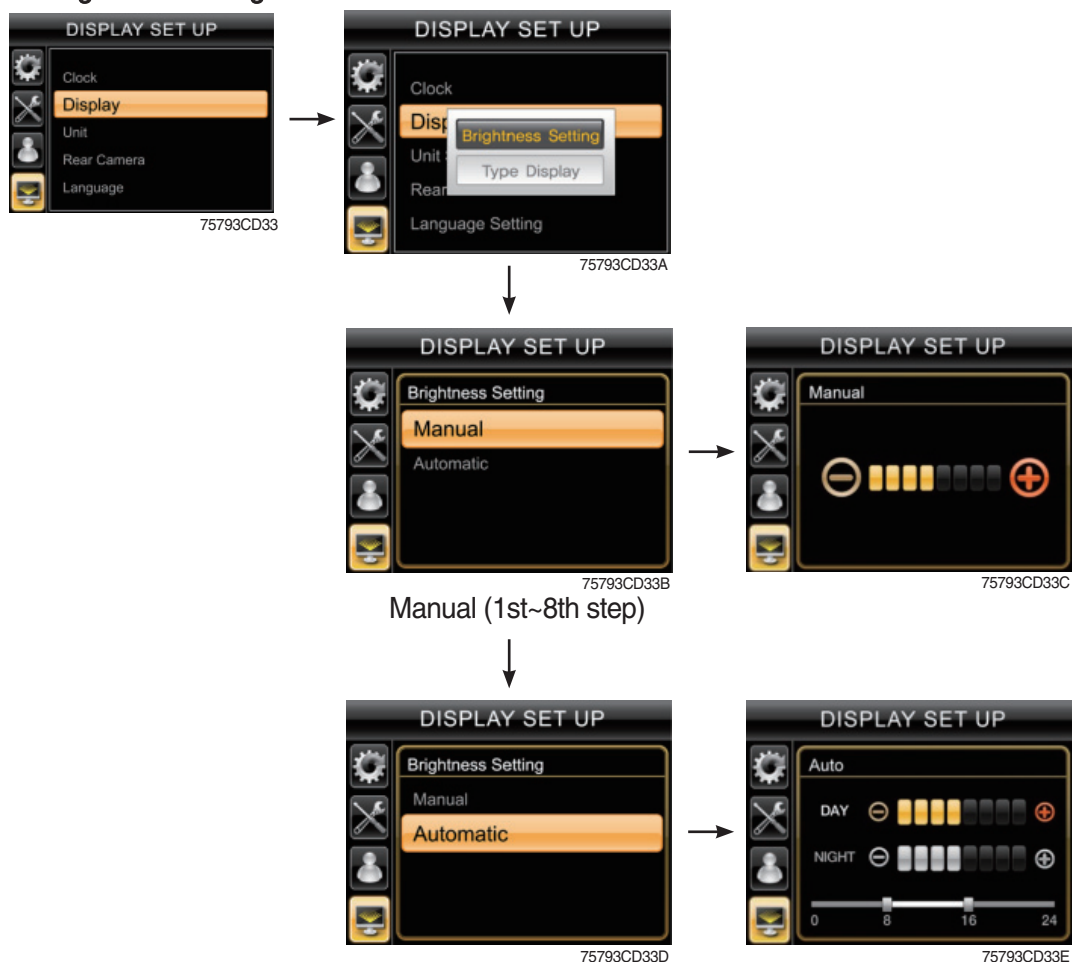 DISPLAY SET UP
Clock
Display
Unit
Rear Camera
Language
75793CD33
DISPLAY SET UP
Clock
Disp
Brightness Setting
Unit
Type Display
Rear
Language Setting
75793CD33A
DISPLAY SET UP
Brightness Setting
Manual
Automatic
75793CD33B
Manual (1st~8th step)
DISPLAY SET UP
Manual
75793CD33C
DISPLAY SET UP
Brightness Setting
Manual
Automatic
75793CD33D
DISPLAY SET UP
Auto
DAY
NIGHT
0 8 16 24
75793CD33E